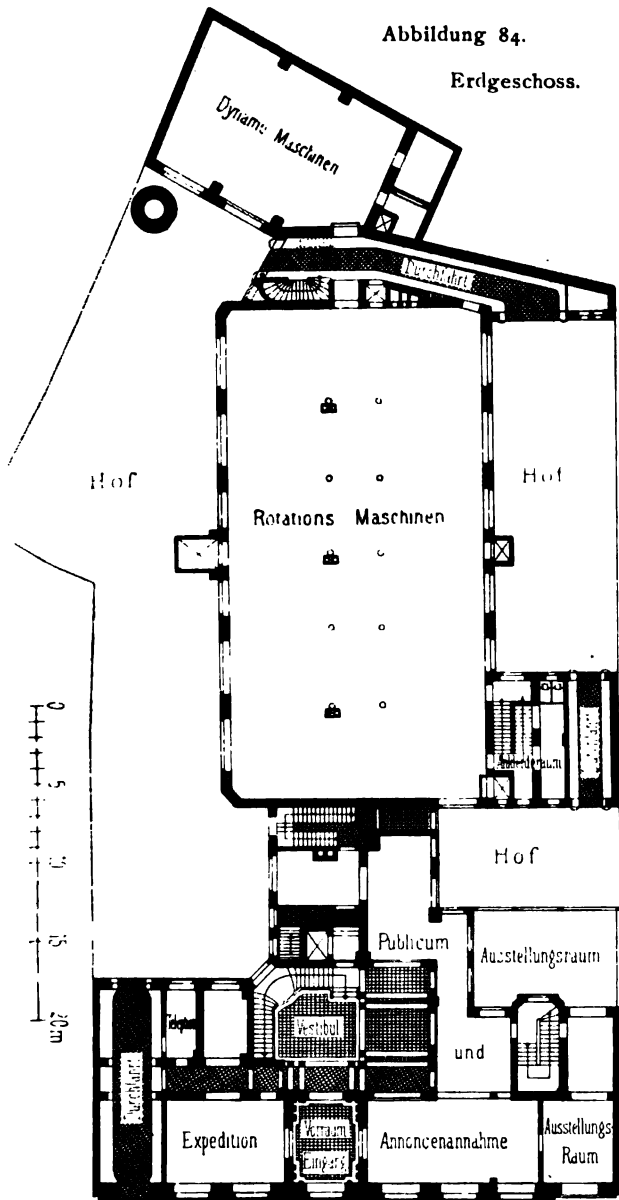 Abbildung 84.
Erdgeschoss.
Dynamo Maschinen
Durchfahrt
Hof
Hof
Rotations Maschinen
0
5
10
15
20m
Hof
Publicum
Ausstellungsraum
Vestibul
und
Durchfahrt
Expedition
Vorraum
Eingang
Annoncenannahme
Ausstellungs-
Raum